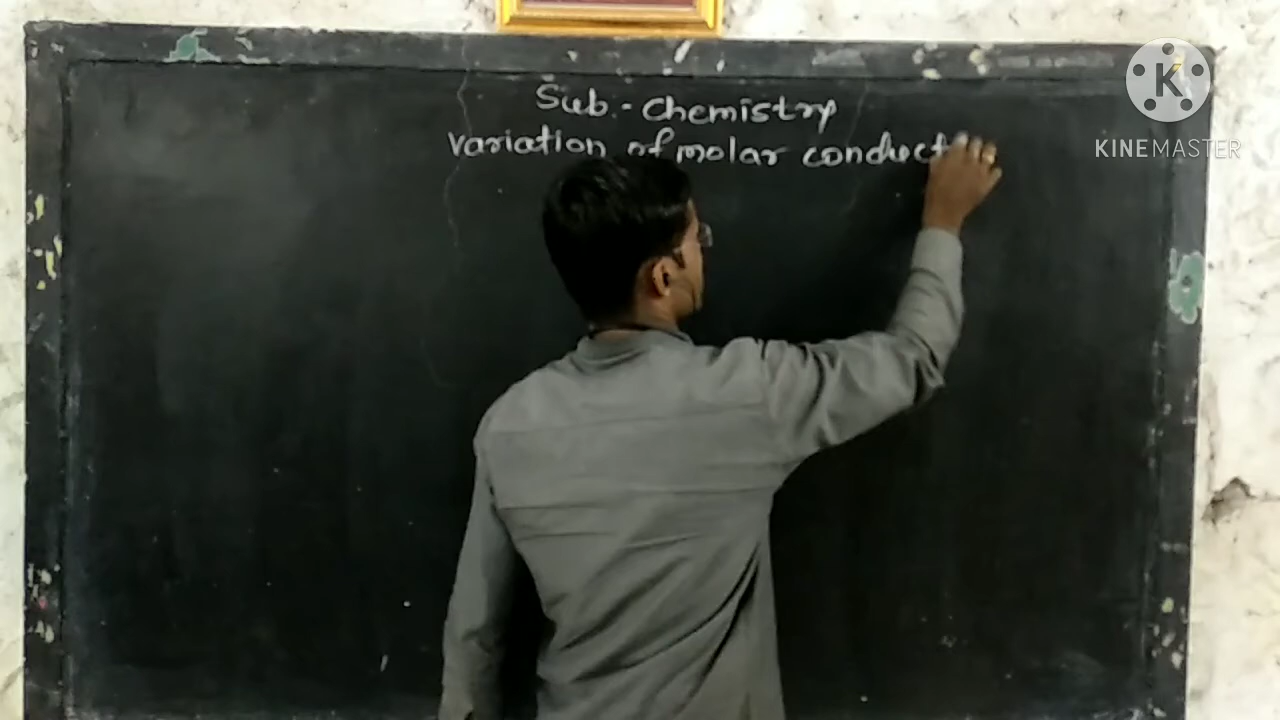 Sub.- Chemistry
variation of molar conduct
K
KINEMASTER